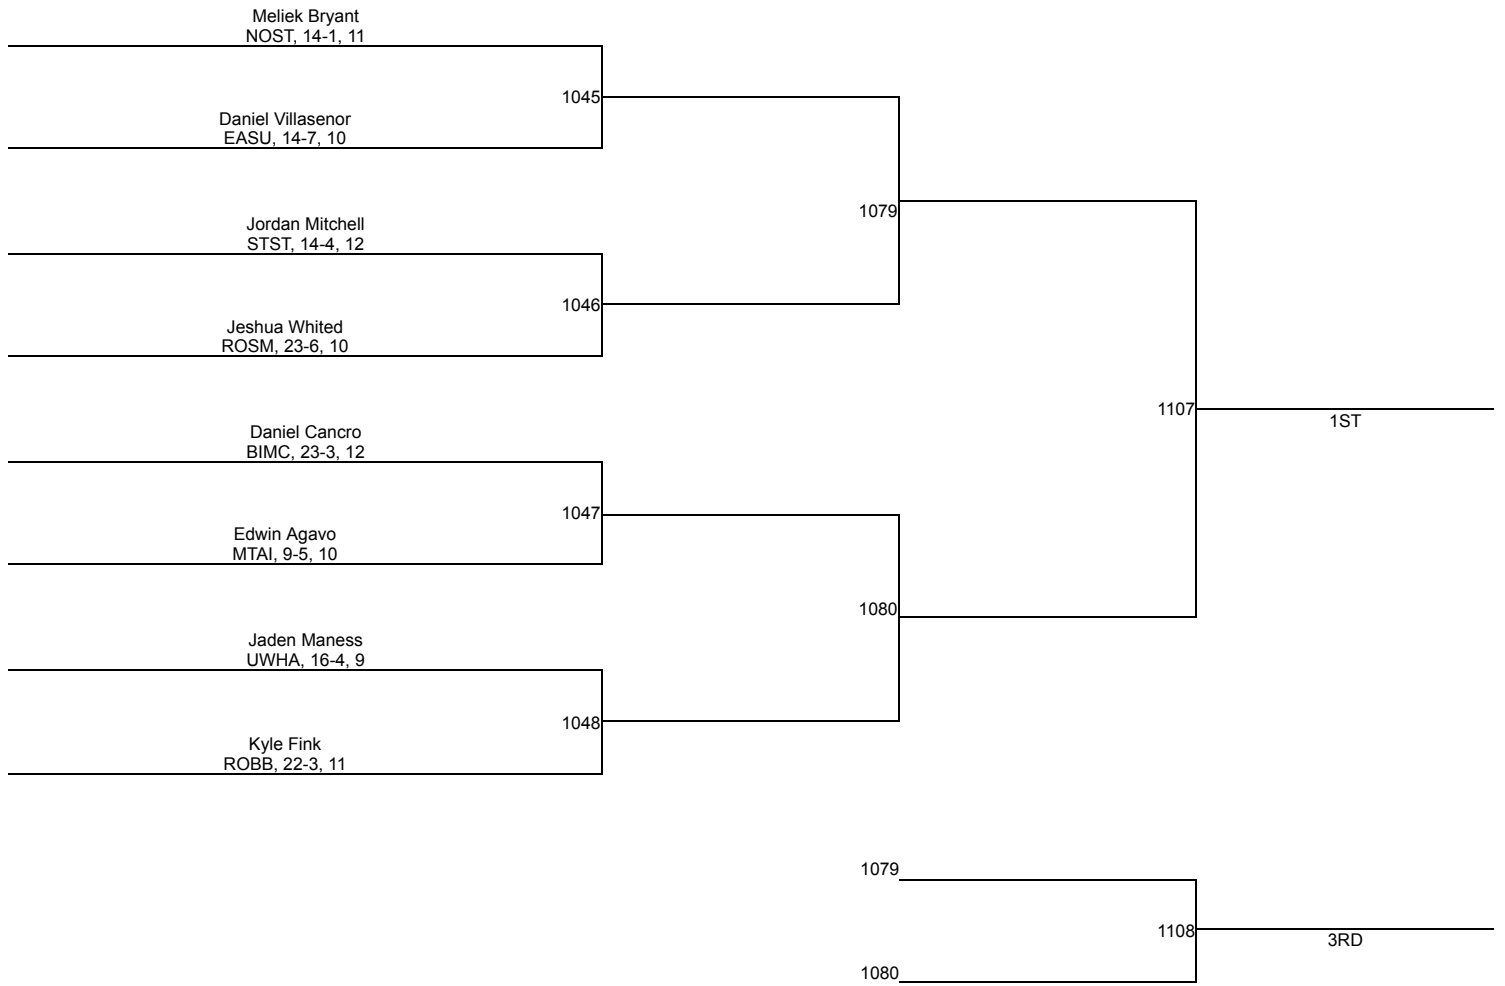 Meliek Bryant
NOST, 14-1, 11
1045
Daniel Villasenor
EASU, 14-7, 10
1079
Jordan Mitchell
STST, 14-4, 12
1046
Jeshua Whited
ROSM, 23-6, 10
1107
1ST
Daniel Cancro
BIMC, 23-3, 12
1047
Edwin Agavo
MTAI, 9-5, 10
1080
Jaden Maness
UWHA, 16-4, 9
1048
Kyle Fink
ROBB, 22-3, 11
1079
1108
3RD
1080